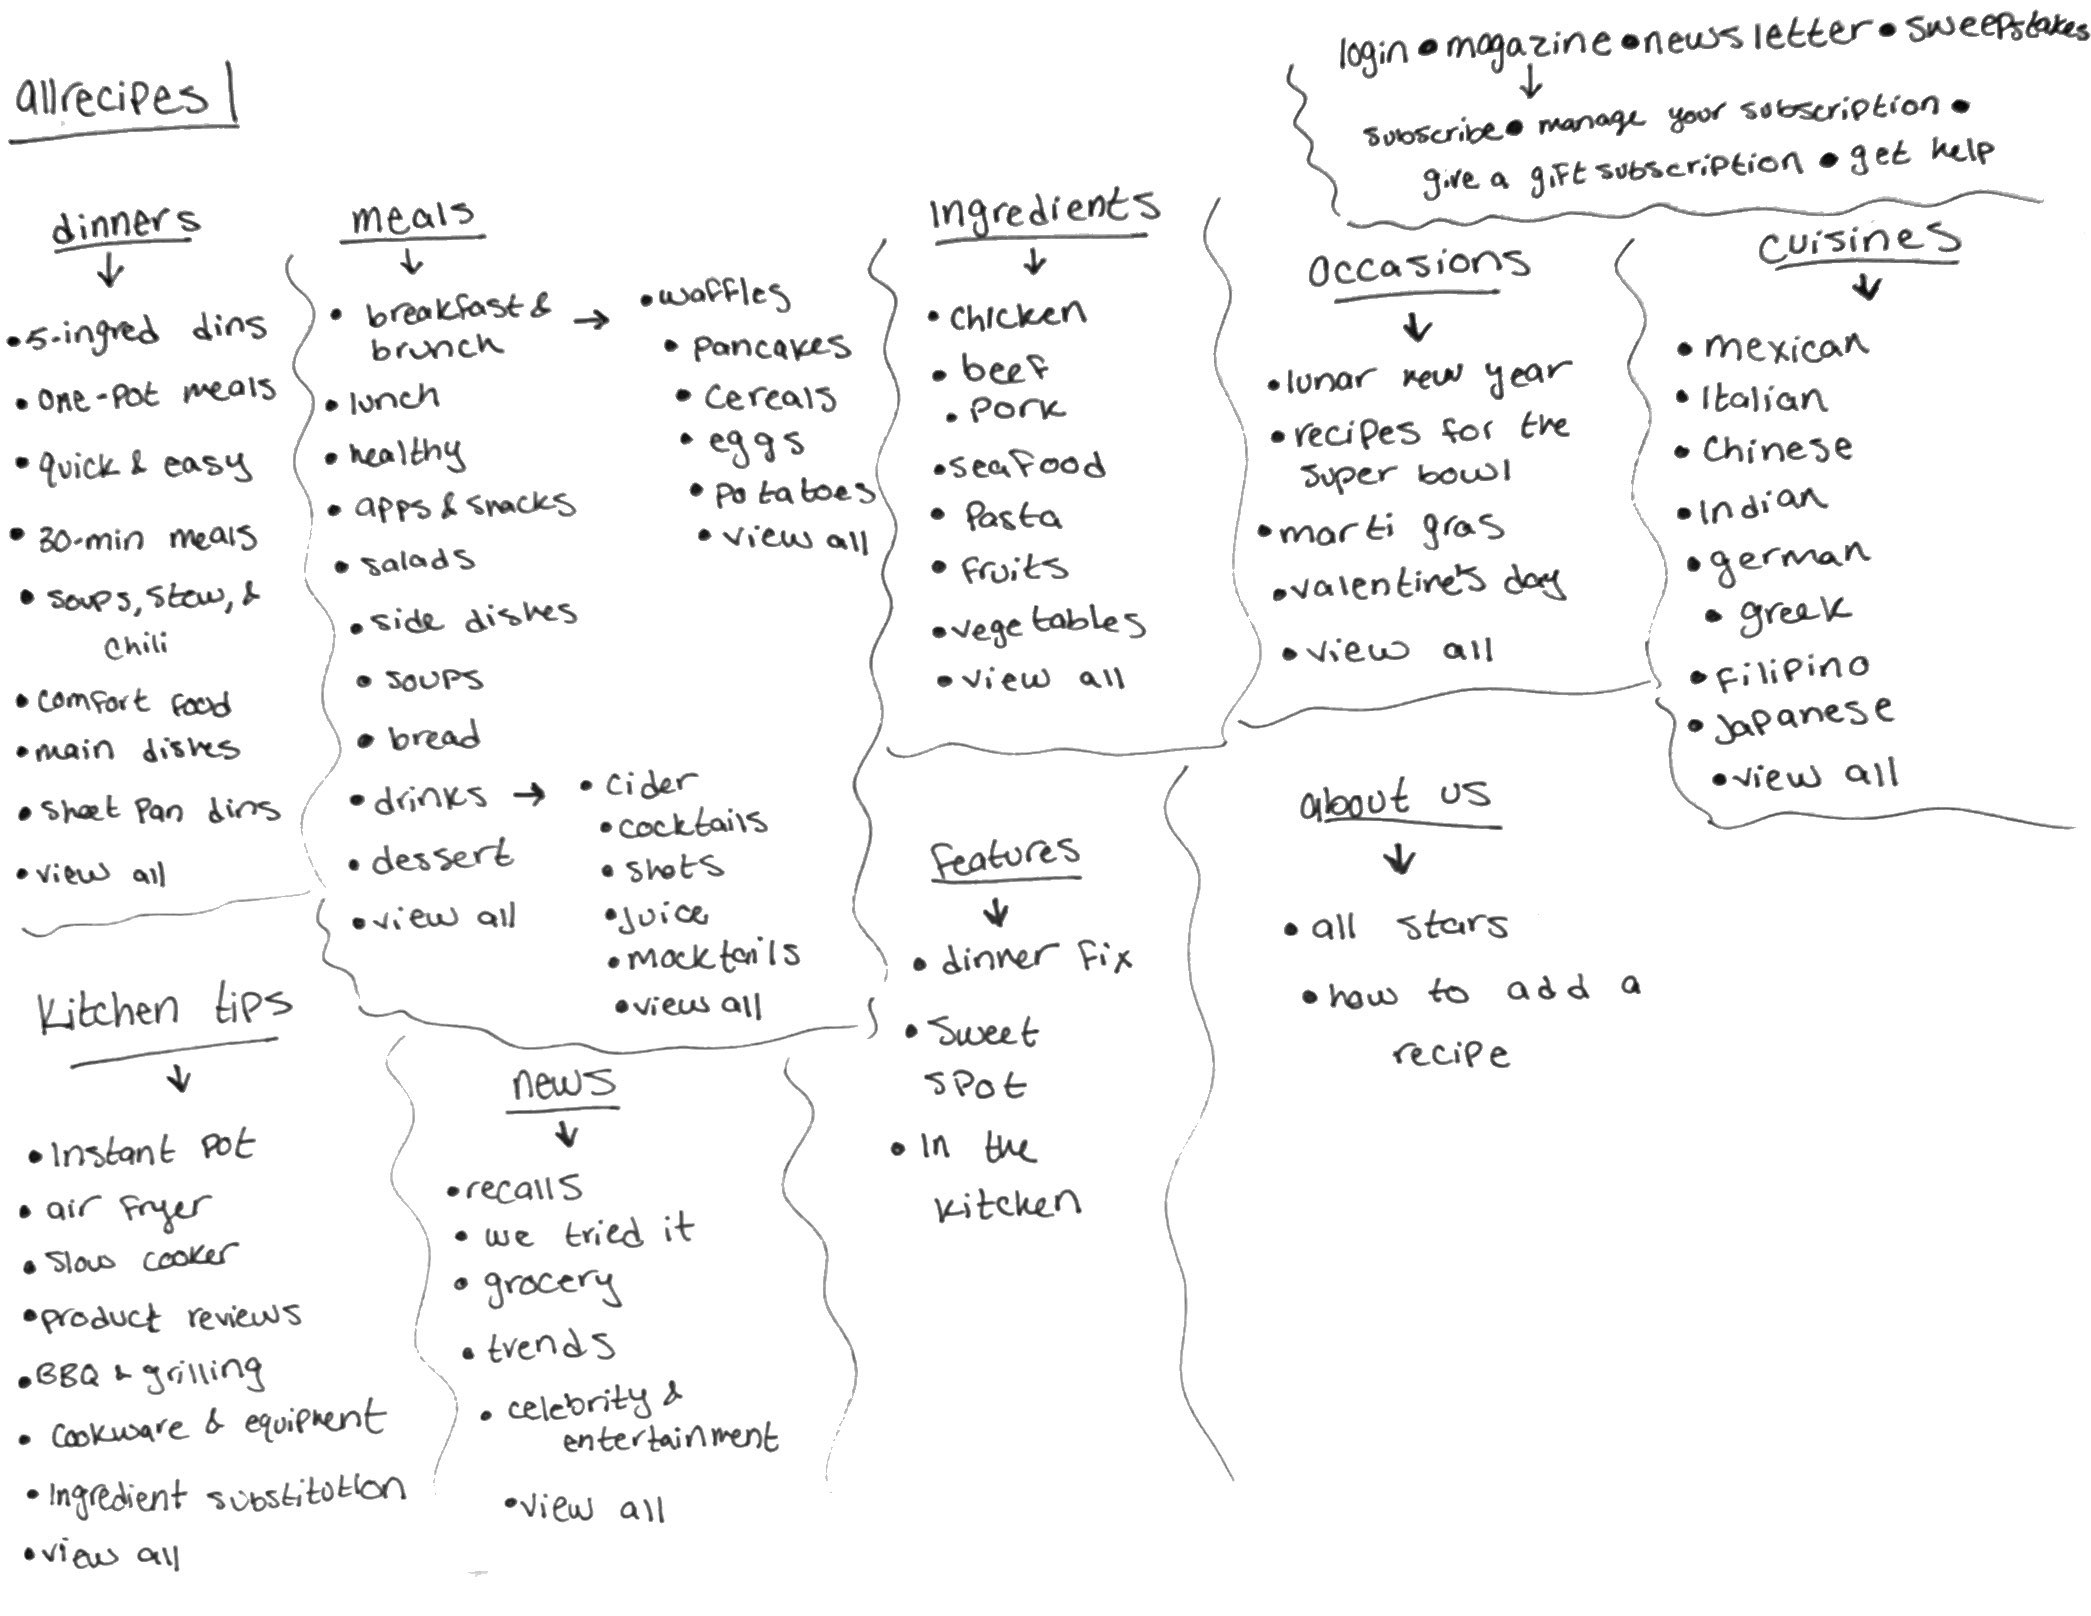 allrecipes
login • magazine • newsletter • sweepstakes
subscribe • manage your subscription •
give a gift subscription • get help
dinners
• 5-ingred dins
• one-pot meals
• quick & easy
• 30-min meals
• soups, stew, &
chili
• comfort food
• main dishes
• sheet pan dins
• view all
meals
• breakfast &
brunch
• lunch
• healthy
• apps & snacks
• salads
• side dishes
• soups
• bread
• drinks
• dessert
• view all
• waffles
• pancakes
• cereals
• eggs
• potatoes
• view all
• cider
• cocktails
• shots
• juice
• mocktails
• view all
Ingredients
• chicken
• beef
• pork
• seafood
• pasta
• fruits
• vegetables
• view all
occasions
• lunar new year
• recipes for the
super bowl
• marti gras
• valentine's day
• view all
cuisines
• mexican
• Italian
• Chinese
• Indian
• german
• greek
• filipino
• Japanese
• view all
kitchen tips
• Instant pot
• air fryer
• slow cooker
• product reviews
• BBQ & grilling
• cookware & equipment
• Ingredient substitution
• view all
news
• recalls
• we tried it
• grocery
• trends
• celebrity &
entertainment
• view all
features
• dinner fix
• sweet
spot
• In the
kitchen
about us
• all stars
• how to add a
recipe